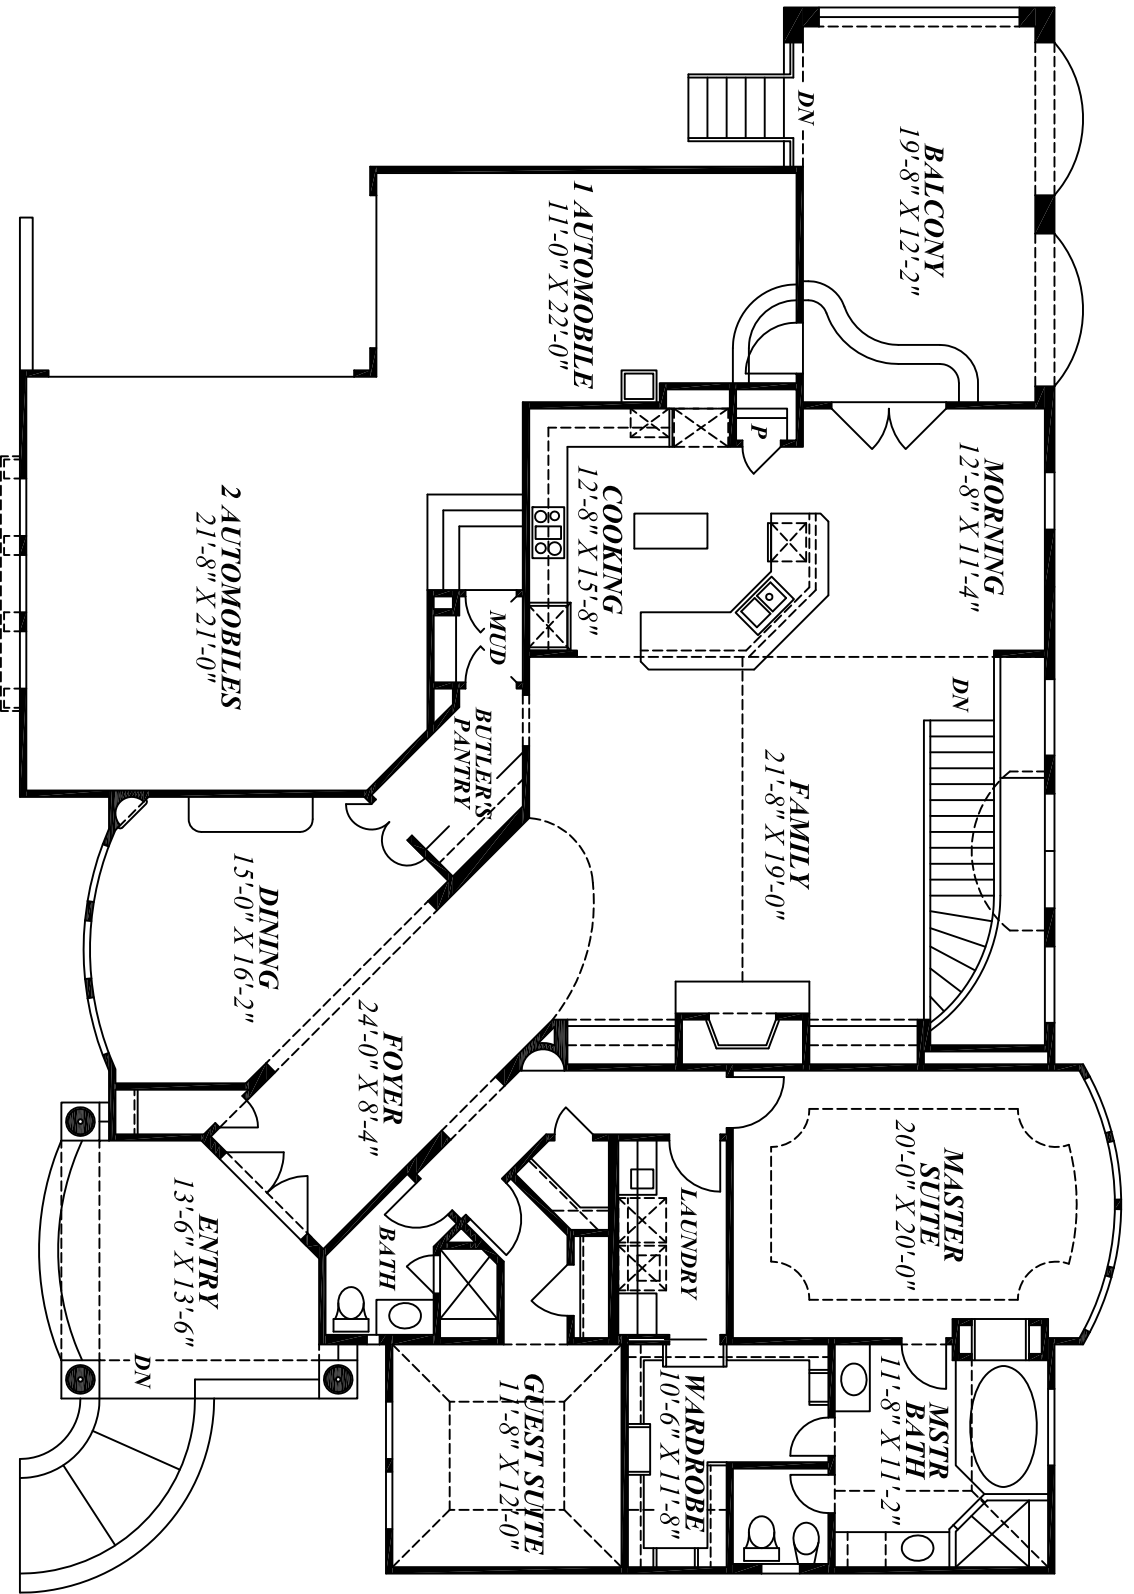 BALCONY
19'-8" X 12'-2"
DN
1 AUTOMOBILE
11'-0" X 22'-0"
MORNING
12'-8" X 11'-4"
P
COOKING
12'-8" X 15'-8"
2 AUTOMOBILES
21'-8" X 21'-0"
MUD
BUTLER'S
PANTRY
DN
FAMILY
21'-8" X 19'-0"
DINING
15'-0" X 16'-2"
FOYER
24'-0" X 8'-4"
MASTER
SUITE
20'-0" X 20'-0"
LAUNDRY
BATH
ENTRY
13'-6" X 13'-6"
DN
MSTR
BATH
11'-8" X 11'-2"
WARDROBE
10'-6" X 11'-8"
GUEST SUITE
11'-8" X 12'-0"